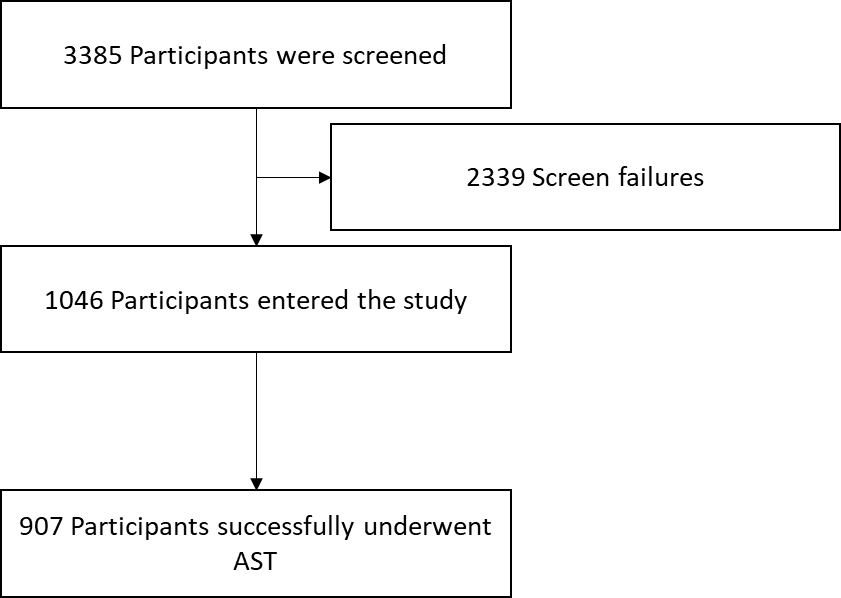 3385 Participants were screened
2339 Screen failures
1046 Participants entered the study
907 Participants successfully underwent
AST